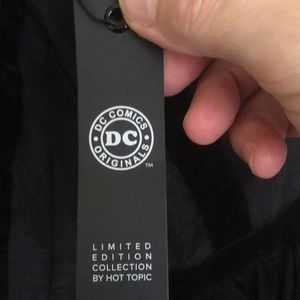 DC COMICS
DC
ORIGINALS
™
LIMITED
EDITION
COLLECTION
BY HOT TOPIC